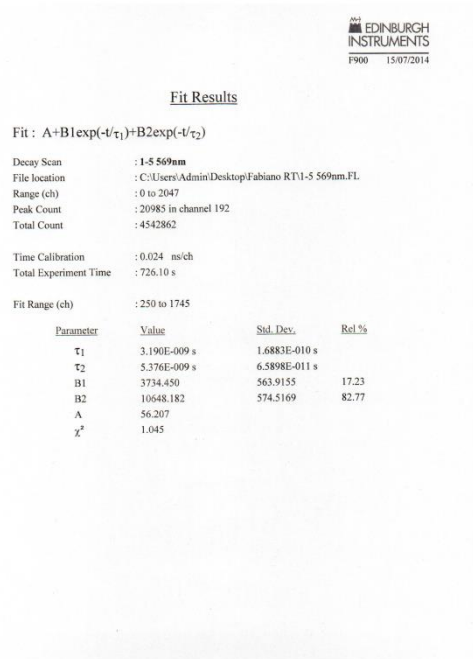 EDINBURGH
INSTRUMENTS
F900 15/07/2014
Fit Results
Fit : A+B1exp(-t/τ₁)+B2exp(-t/τ₂)
Decay Scan : 1-5 569nm
File location : C:\Users\Admin\Desktop\Fabiano RT\1-5 569nm.FL
Range (ch) : 0 to 2047
Peak Count : 20985 in channel 192
Total Count : 4542862
Time Calibration : 0.024 ns/ch
Total Experiment Time : 726.10 s
Fit Range (ch) : 250 to 1745
Parameter Value Std. Dev. Rel %
τ1 3.190E-009 s 1.6883E-010 s
τ2 5.376E-009 s 6.5898E-011 s
B1 3734.450 563.9155 17.23
B2 10648.182 574.5169 82.77
A 56.207
χ² 1.045